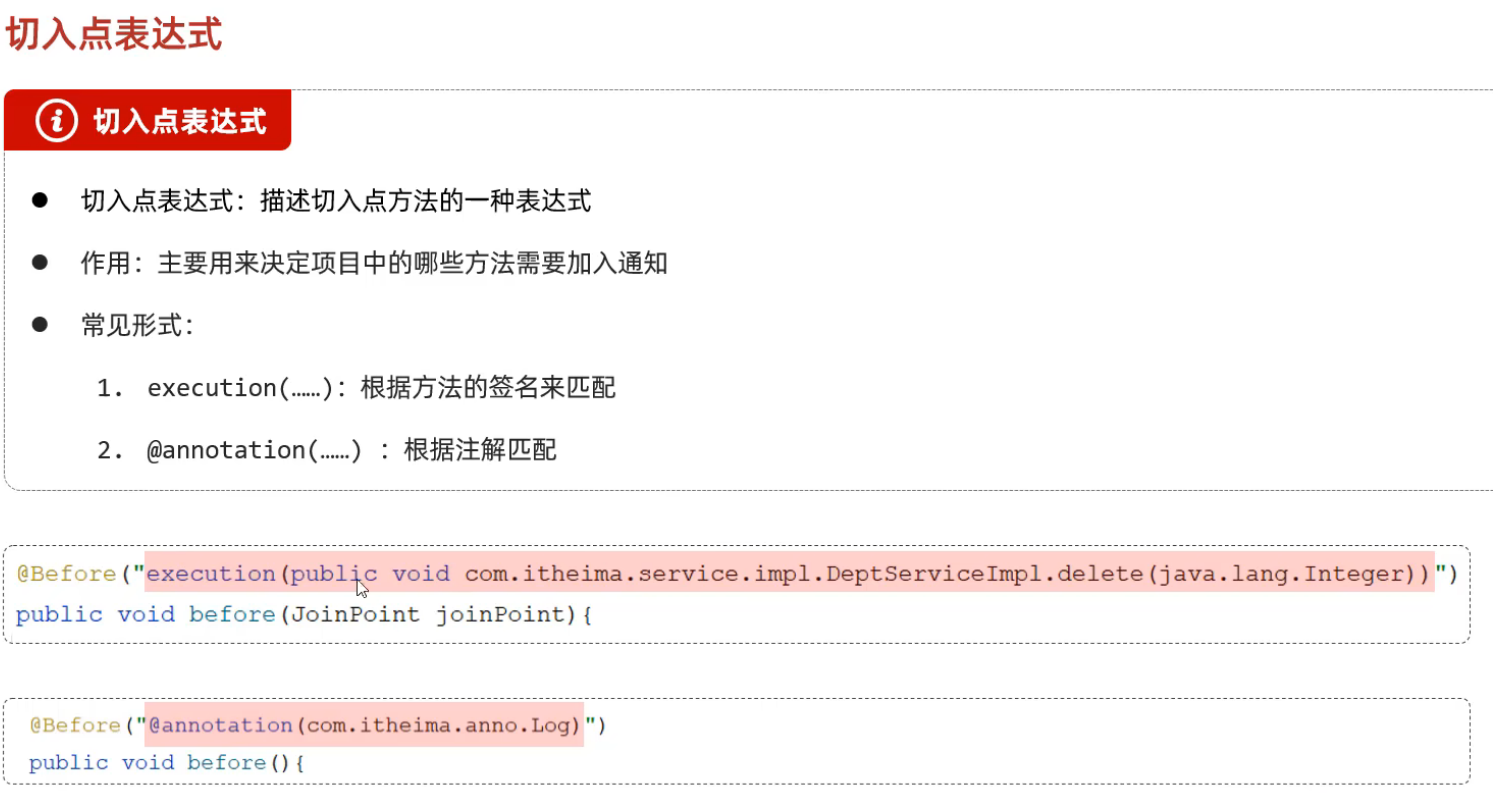 切入点表达式
切入点表达式
● 切入点表达式：描述切入点方法的一种表达式
● 作用：主要用来决定项目中的哪些方法需要加入通知
● 常见形式：
1. execution(……)：根据方法的签名来匹配
2. @annotation(……) ：根据注解匹配
@Before("execution(public void com.itheima.service.impl.DeptServiceImpl.delete(java.lang.Integer))")
public void before(JoinPoint joinPoint){
@Before("@annotation(com.itheima.anno.Log)")
public void before(){